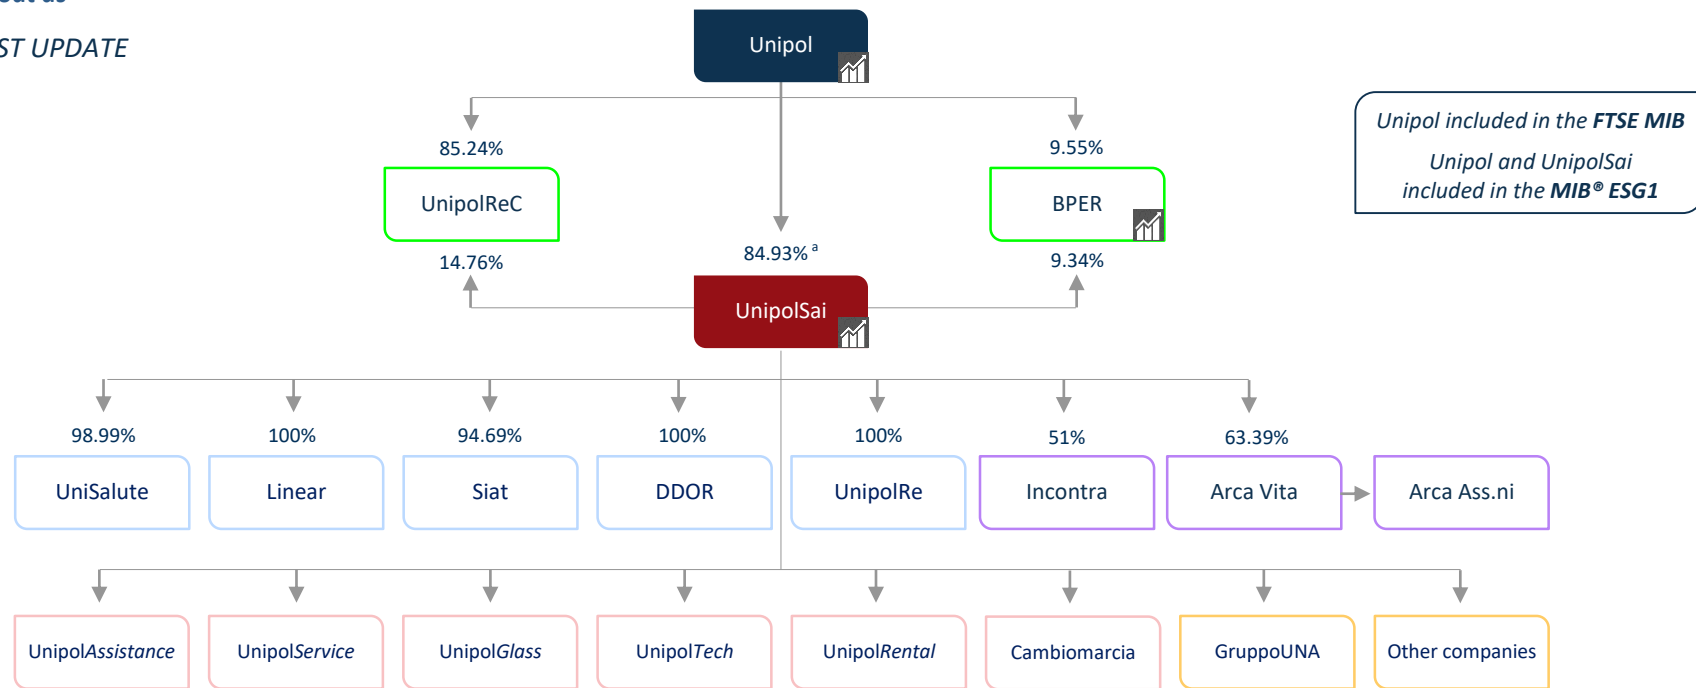 ST UPDATE
Unipol
Unipol included in the FTSE MIB
Unipol and UnipolSai
included in the MIB® ESG1
85.24%
9.55%
UnipolReC
BPER
14.76%
84.93% a
9.34%
UnipolSai
98.99%
100%
94.69%
100%
100%
51%
63.39%
UniSalute
Linear
Siat
DDOR
UnipolRe
Incontra
Arca Vita
Arca Ass.ni
UnipolAssistance
UnipolService
UnipolGlass
UnipolTech
UnipolRental
Cambiomarcia
GruppoUNA
Other companies